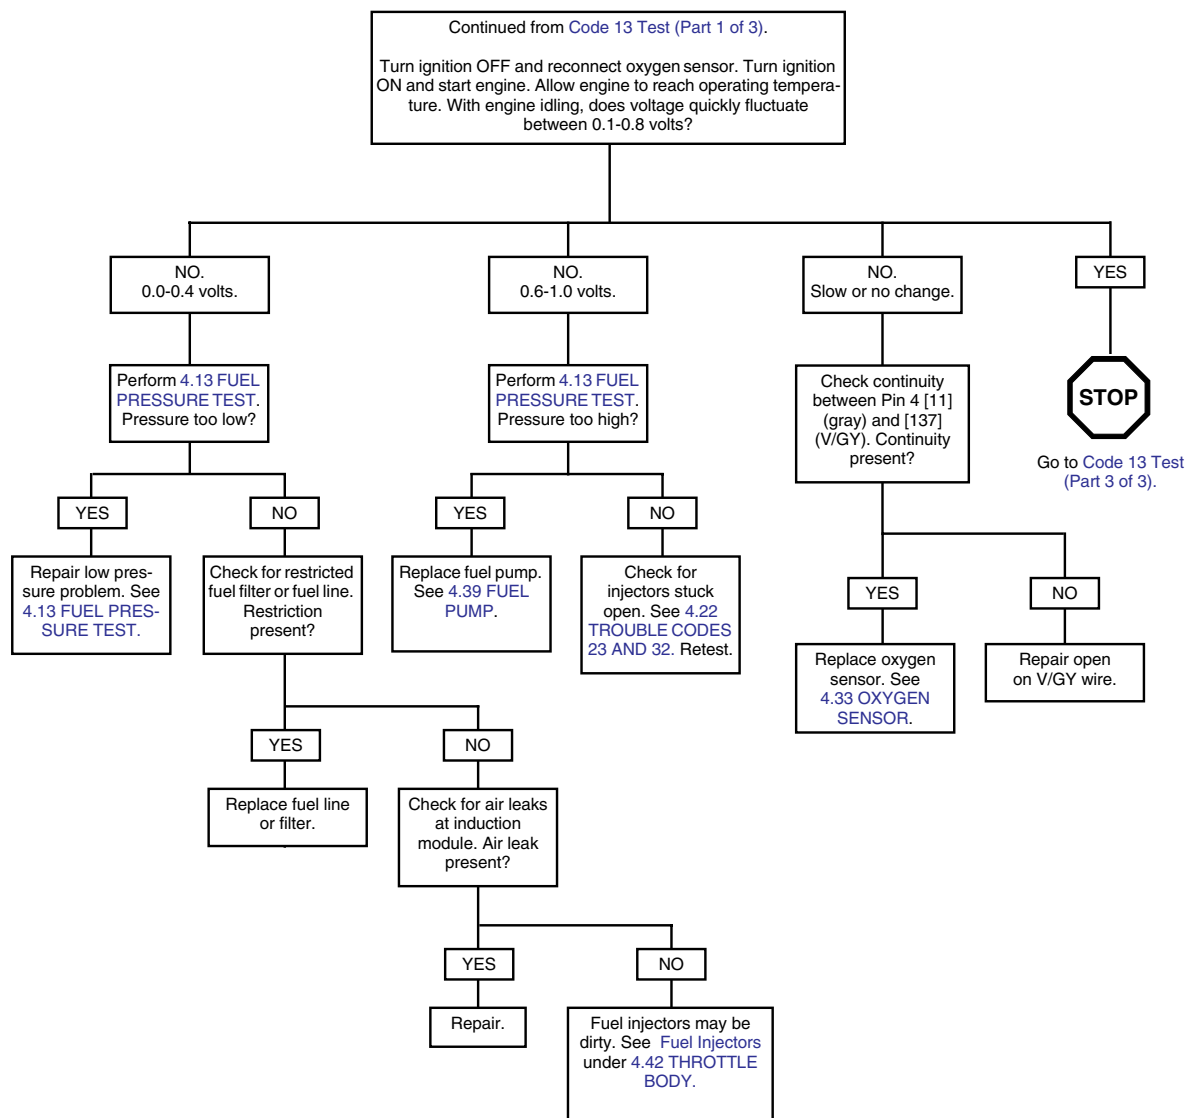 Continued from Code 13 Test (Part 1 of 3).
Turn ignition OFF and reconnect oxygen sensor. Turn ignition
ON and start engine. Allow engine to reach operating tempera-
ture. With engine idling, does voltage quickly fluctuate
between 0.1-0.8 volts?
NO.
0.0-0.4 volts.
NO.
0.6-1.0 volts.
NO.
Slow or no change.
YES
Perform 4.13 FUEL
PRESSURE TEST.
Pressure too low?
Perform 4.13 FUEL
PRESSURE TEST.
Pressure too high?
Check continuity
between Pin 4 [11]
(gray) and [137]
(V/GY). Continuity
present?
STOP
Go to Code 13 Test
(Part 3 of 3).
YES
NO
YES
NO
Repair low pres-
sure problem. See
4.13 FUEL PRES-
SURE TEST.
Check for restricted
fuel filter or fuel line.
Restriction
present?
Replace fuel pump.
See 4.39 FUEL
PUMP.
Check for
injectors stuck
open. See 4.22
TROUBLE CODES
23 AND 32. Retest.
YES
NO
Replace oxygen
sensor. See
4.33 OXYGEN
SENSOR.
Repair open
on V/GY wire.
YES
NO
Replace fuel line
or filter.
Check for air leaks
at induction
module. Air leak
present?
YES
NO
Repair.
Fuel injectors may be
dirty. See Fuel Injectors
under 4.42 THROTTLE
BODY.